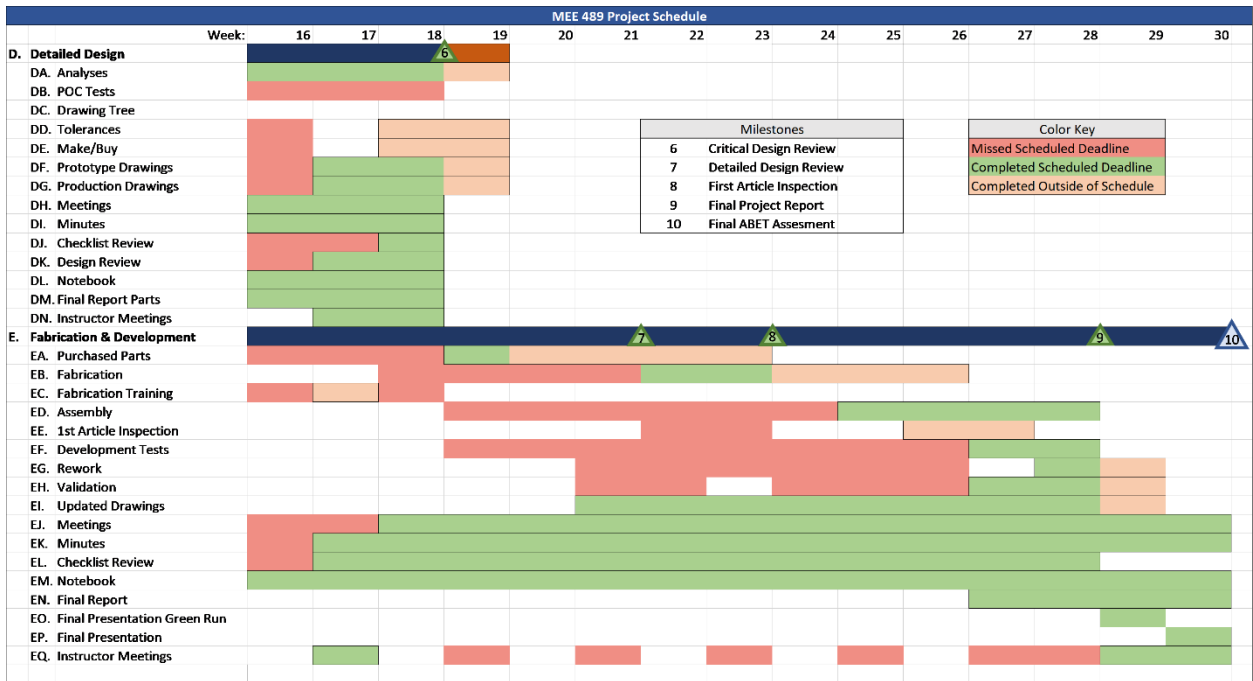 MEE 489 Project Schedule
Week: 16 17 18 19 20 21 22 23 24 25 26 27 28 29 30
D. Detailed Design 6
DA. Analyses
DB. POC Tests
DC. Drawing Tree
DD. Tolerances Milestones Color Key
DE. Make/Buy 6 Critical Design Review Missed Scheduled Deadline
DF. Prototype Drawings 7 Detailed Design Review Completed Scheduled Deadline
DG. Production Drawings 8 First Article Inspection Completed Outside of Schedule
DH. Meetings 9 Final Project Report
DI. Minutes 10 Final ABET Assesment
DJ. Checklist Review
DK. Design Review
DL. Notebook
DM. Final Report Parts
DN. Instructor Meetings
E. Fabrication & Development 7 8 9 10
EA. Purchased Parts
EB. Fabrication
EC. Fabrication Training
ED. Assembly
EE. 1st Article Inspection
EF. Development Tests
EG. Rework
EH. Validation
EI. Updated Drawings
EJ. Meetings
EK. Minutes
EL. Checklist Review
EM. Notebook
EN. Final Report
EO. Final Presentation Green Run
EP. Final Presentation
EQ. Instructor Meetings